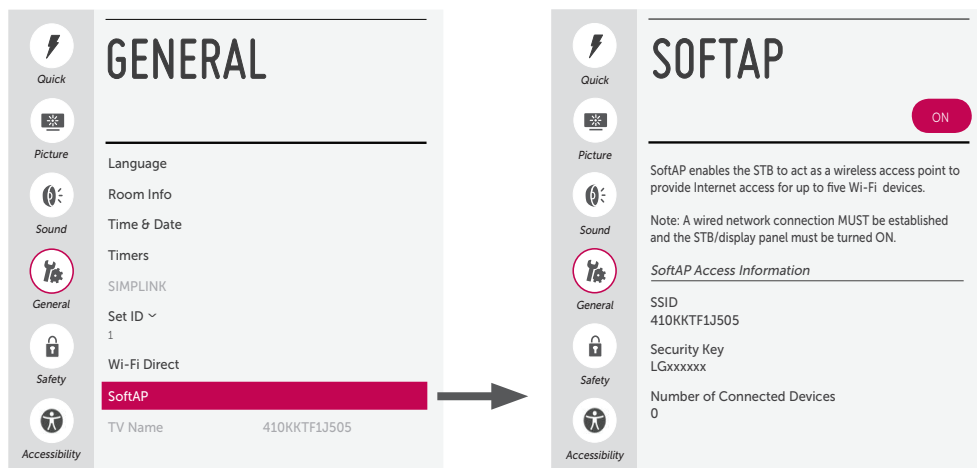 Quick
Picture
Sound
General
Safety
Accessibility
GENERAL
Language
Room Info
Time & Date
Timers
SIMPLINK
Set ID
1
Wi-Fi Direct
SoftAP
TV Name 410KKTF1J505
Quick
Picture
Sound
General
Safety
Accessibility
SOFTAP
ON
SoftAP enables the STB to act as a wireless access point to
provide Internet access for up to five Wi-Fi devices.
Note: A wired network connection MUST be established
and the STB/display panel must be turned ON.
SoftAP Access Information
SSID
410KKTF1J505
Security Key
LGxxxxxx
Number of Connected Devices
0